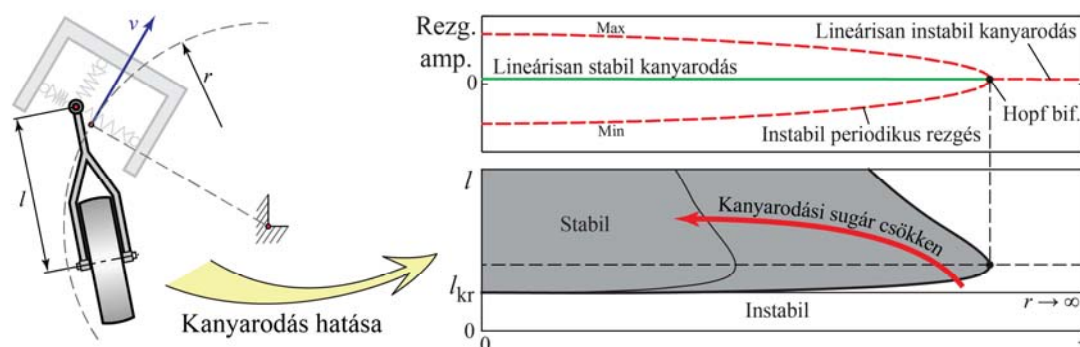 v
r
l
Kanyarodás hatása
Rezg.
amp.
0
Max
Lineárisan stabil kanyarodás
Min
Lineárisan instabil kanyarodás
Hopf bif.
Instabil periodikus rezgés
l
Stabil
Kanyarodási sugár csökken
l kr
r → ∞
Instabil
0
0